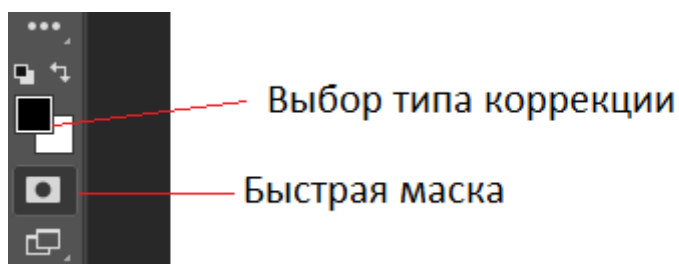 Выбор типа коррекции
Быстрая маска